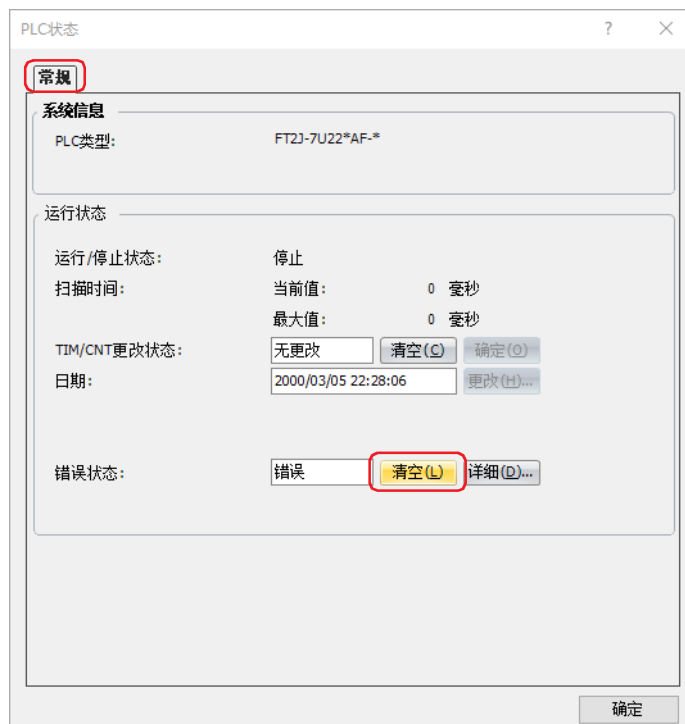 PLC状态
常规
系统信息
PLC类型: FT2J-7U22*AF-*
运行状态
运行/停止状态: 停止
扫描时间: 当前值: 0 毫秒
最大值: 0 毫秒
TIM/CNT更改状态: 无更改 清空(C) 确定(O)
日期: 2000/03/05 22:28:06 更改(H)...
错误状态: 错误 清空(L) 详细(D)...
确定